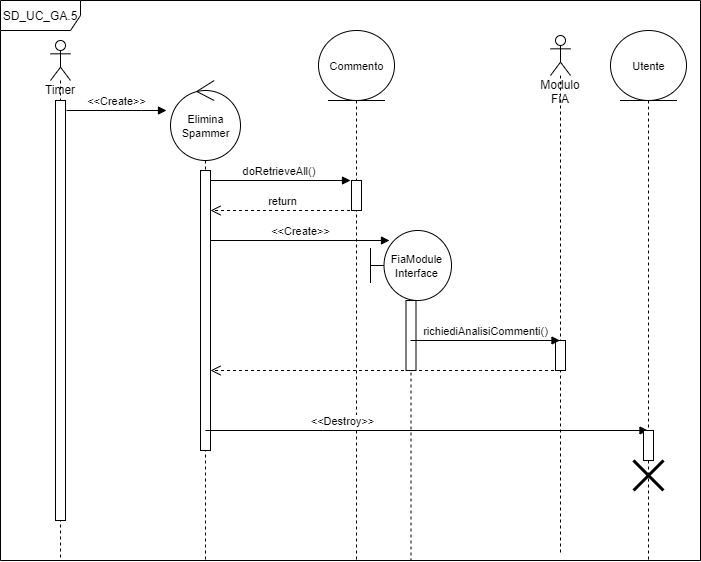 SD_UC_GA.5
Timer
Commento
Modulo
FIA
Utente
<<Create>>
Elimina
Spammer
doRetrieveAll()
return
<<Create>>
FiaModule
Interface
richiediAnalisiCommenti()
<<Destroy>>